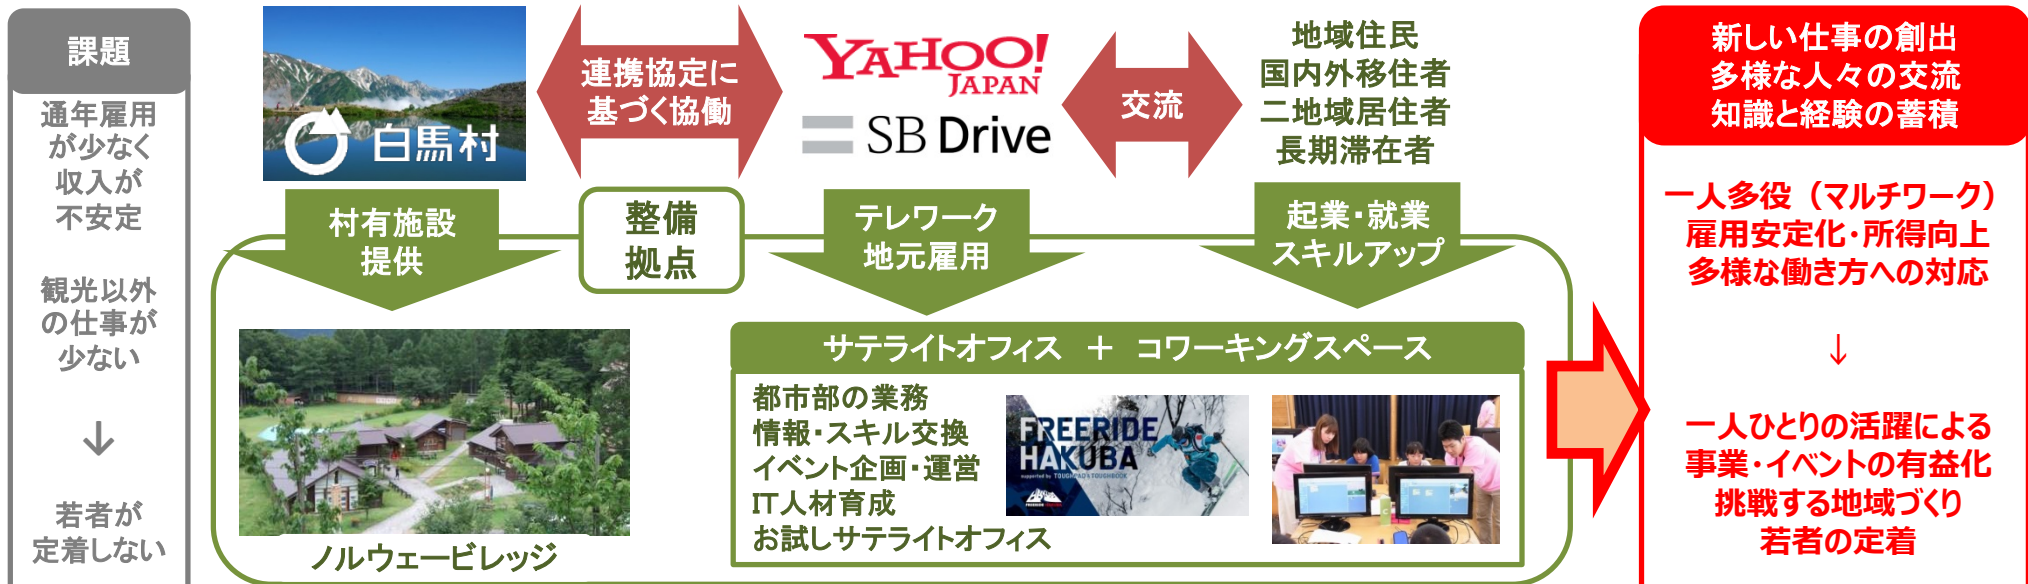 課題
通年雇用
が少なく
収入が
不安定
観光以外
の仕事が
少ない
↓
若者が
定着しない
白馬村
連携協定に
基づく協働
YAHOO!
JAPAN
SB Drive
交流
地域住民
国内外移住者
二地域居住者
長期滞在者
村有施設
提供
整備
拠点
テレワーク
地元雇用
起業・就業
スキルアップ
ノルウェービレッジ
サテライトオフィス ＋ コワーキングスペース
都市部の業務
情報・スキル交換
イベント企画・運営
IT人材育成
お試しサテライトオフィス
FREERIDE
HAKUBA
supported by TOUGHPAD&TOUGHBOOK
新しい仕事の創出
多様な人々の交流
知識と経験の蓄積
一人多役（マルチワーク）
雇用安定化・所得向上
多様な働き方への対応
↓
一人ひとりの活躍による
事業・イベントの有益化
挑戦する地域づくり
若者の定着